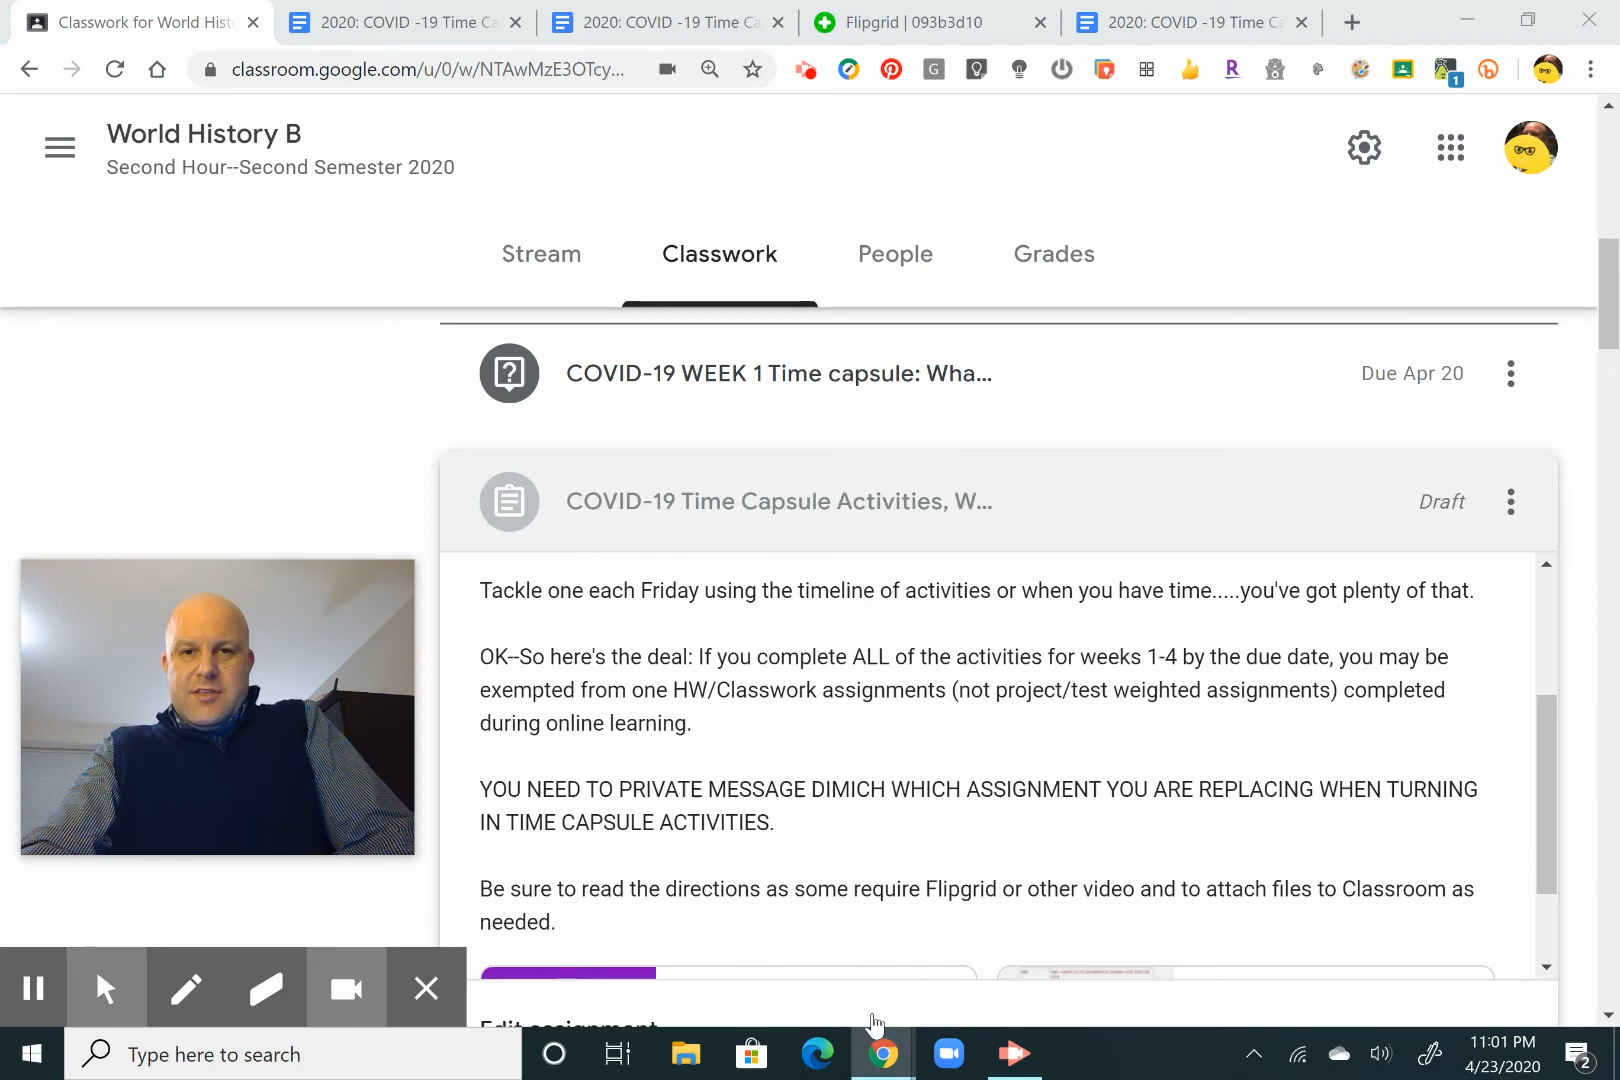 Classwork for World Hist
2020: COVID -19 Time Ca
2020: COVID -19 Time Ca
Flipgrid | 093b3d10
2020: COVID -19 Time Ca
classroom.google.com/u/0/w/NTAwMzE3OTcy...
G
R
1
World History B
Second Hour--Second Semester 2020
Stream
Classwork
People
Grades
COVID-19 WEEK 1 Time capsule: Wha...
Due Apr 20
COVID-19 Time Capsule Activities, W...
Draft
Tackle one each Friday using the timeline of activities or when you have time.....you've got plenty of that.
OK--So here's the deal: If you complete ALL of the activities for weeks 1-4 by the due date, you may be
exempted from one HW/Classwork assignments (not project/test weighted assignments) completed
during online learning.
YOU NEED TO PRIVATE MESSAGE DIMICH WHICH ASSIGNMENT YOU ARE REPLACING WHEN TURNING
IN TIME CAPSULE ACTIVITIES.
Be sure to read the directions as some require Flipgrid or other video and to attach files to Classroom as
needed.
Edit assignment
Type here to search
11:01 PM
4/23/2020
2